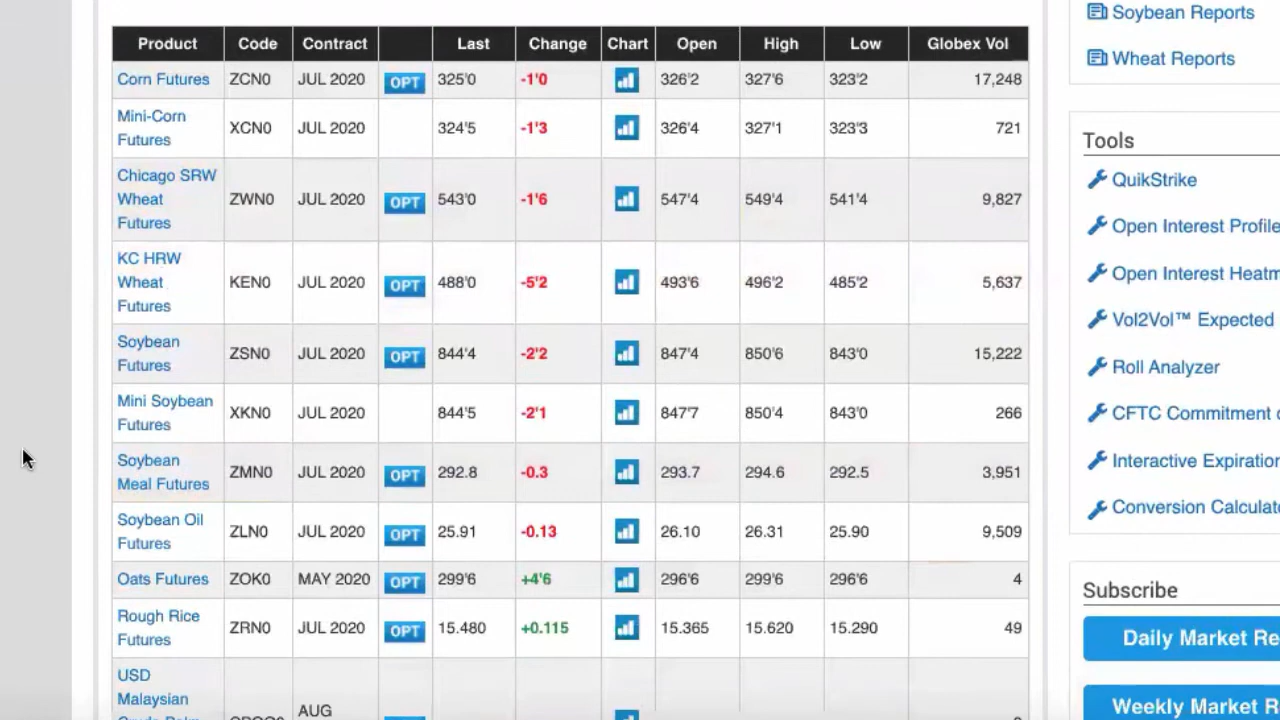 Product Code Contract Last Change Chart Open High Low Globex Vol
Corn Futures ZCN0 JUL 2020 OPT 325'0 -1'0 326'2 327'6 323'2 17,248
Mini-Corn
Futures XCN0 JUL 2020 324'5 -1'3 326'4 327'1 323'3 721
Chicago SRW
Wheat
Futures ZWN0 JUL 2020 OPT 543'0 -1'6 547'4 549'4 541'4 9,827
KC HRW
Wheat
Futures KEN0 JUL 2020 OPT 488'0 -5'2 493'6 496'2 485'2 5,637
Soybean
Futures ZSN0 JUL 2020 OPT 844'4 -2'2 847'4 850'6 843'0 15,222
Mini Soybean
Futures XKN0 JUL 2020 844'5 -2'1 847'7 850'4 843'0 266
Soybean
Meal Futures ZMN0 JUL 2020 OPT 292.8 -0.3 293.7 294.6 292.5 3,951
Soybean Oil
Futures ZLN0 JUL 2020 OPT 25.91 -0.13 26.10 26.31 25.90 9,509
Oats Futures ZOK0 MAY 2020 OPT 299'6 +4'6 296'6 299'6 296'6 4
Rough Rice
Futures ZRN0 JUL 2020 OPT 15.480 +0.115 15.365 15.620 15.290 49
USD
Malaysian
AUG
Soybean Reports
Wheat Reports
Tools
QuikStrike
Open Interest Profile
Open Interest Heatm
Vol2Vol™ Expected
Roll Analyzer
CFTC Commitment
Interactive Expiration
Conversion Calculat
Subscribe
Daily Market Re
Weekly Market R